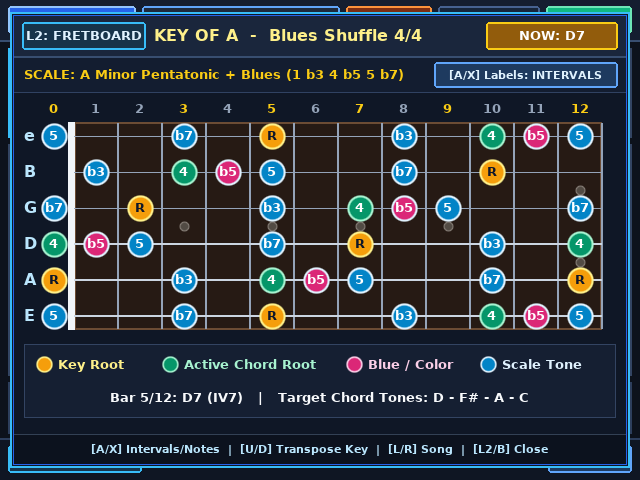 L2: FRETBOARD KEY OF A - Blues Shuffle 4/4 NOW: D7
SCALE: A Minor Pentatonic + Blues (1 b3 4 b5 5 b7) [A/X] Labels: INTERVALS
0 1 2 3 4 5 6 7 8 9 10 11 12
e 5 b7 R b3 4 b5 5
B b3 4 b5 5 b7 R
G b7 R b3 4 b5 5 b7
D 4 b5 5 b7 R b3 4
A R b3 4 b5 5 b7 R
E 5 b7 R b3 4 b5 5
Key Root Active Chord Root Blue / Color Scale Tone
Bar 5/12: D7 (IV7) | Target Chord Tones: D - F# - A - C
[A/X] Intervals/Notes | [U/D] Transpose Key | [L/R] Song | [L2/B] Close